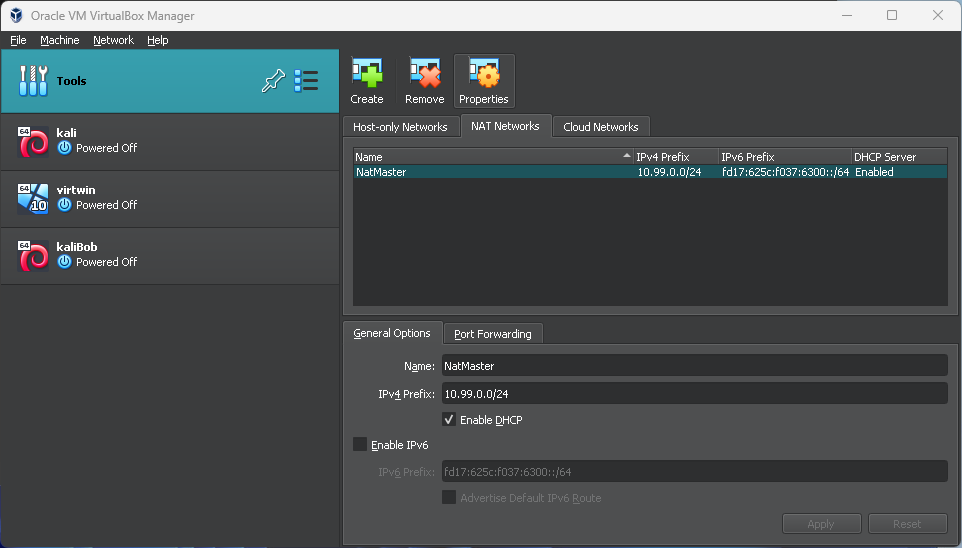 Oracle VM VirtualBox Manager
File Machine Network Help
Tools
64
kali
Powered Off
64
10
virtwin
Powered Off
64
kaliBob
Powered Off
Create Remove Properties
Host-only Networks NAT Networks Cloud Networks
Name IPv4 Prefix IPv6 Prefix DHCP Server
NatMaster 10.99.0.0/24 fd17:625c:f037:6300::/64 Enabled
General Options Port Forwarding
Name: NatMaster
IPv4 Prefix: 10.99.0.0/24
Enable DHCP
Enable IPv6
IPv6 Prefix: fd17:625c:f037:6300::/64
Advertise Default IPv6 Route
Apply Reset